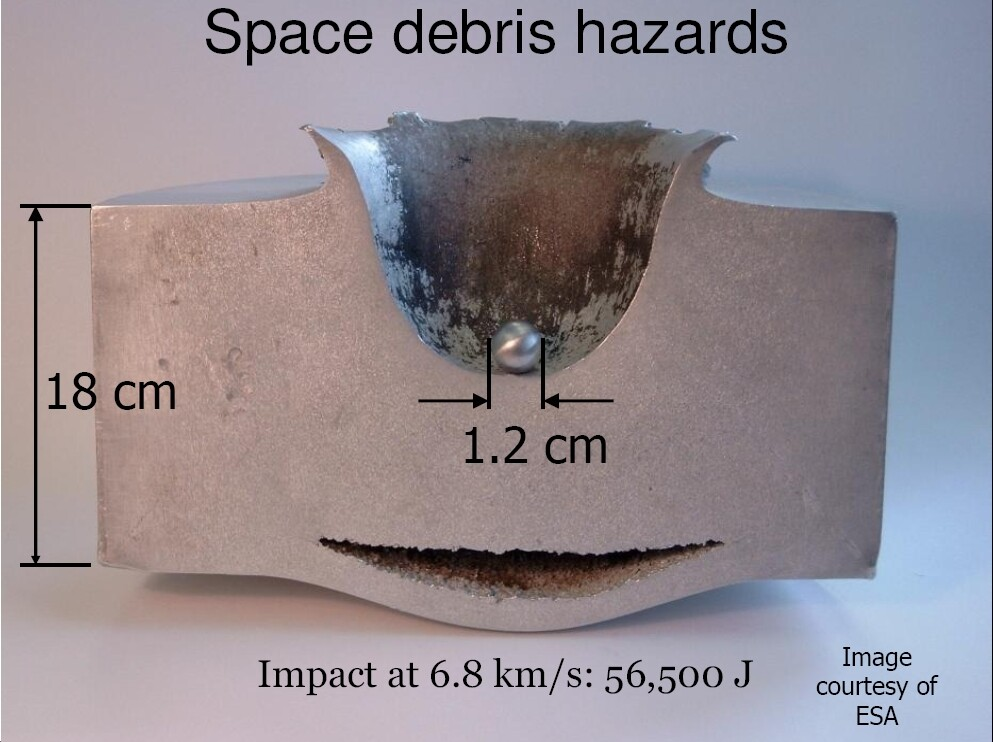 Space debris hazards
18 cm
1.2 cm
Impact at 6.8 km/s: 56,500 J
Image
courtesy of
ESA